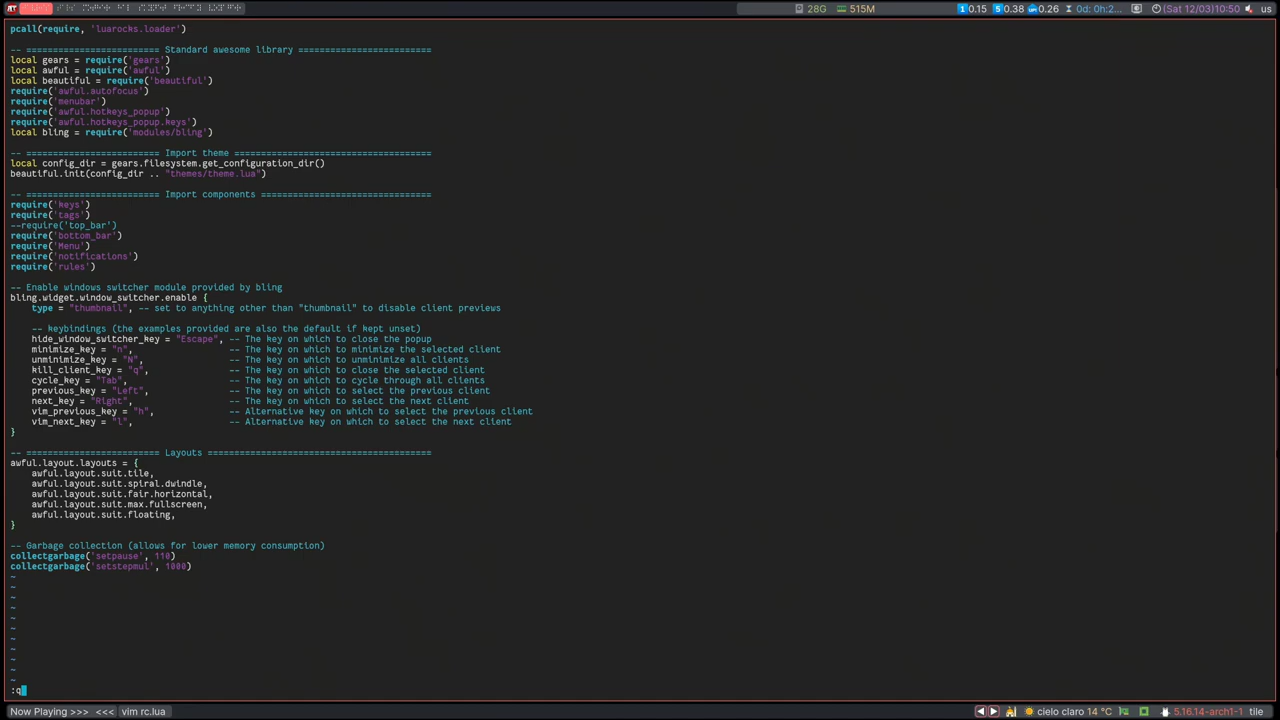 28G 515M 1 0.15 5 0.38 0.26 0d: 0h:2... (Sat 12/03)10:50 us
pcall(require, 'luarocks.loader')
-- ========================= Standard awesome library =========================
local gears = require('gears')
local awful = require('awful')
local beautiful = require('beautiful')
require('awful.autofocus')
require('menubar')
require('awful.hotkeys_popup')
require('awful.hotkeys_popup.keys')
local bling = require('modules/bling')
-- ========================= Import theme =====================================
local config_dir = gears.filesystem.get_configuration_dir()
beautiful.init(config_dir .. "themes/theme.lua")
-- ========================= Import components ================================
require('keys')
require('tags')
--require('top_bar')
require('bottom_bar')
require('Menu')
require('notifications')
require('rules')
-- Enable windows switcher module provided by bling
bling.widget.window_switcher.enable {
type = "thumbnail", -- set to anything other than "thumbnail" to disable client previews
-- keybindings (the examples provided are also the default if kept unset)
hide_window_switcher_key = "Escape", -- The key on which to close the popup
minimize_key = "n", -- The key on which to minimize the selected client
unminimize_key = "N", -- The key on which to unminimize all clients
kill_client_key = "q", -- The key on which to close the selected client
cycle_key = "Tab", -- The key on which to cycle through all clients
previous_key = "Left", -- The key on which to select the previous client
next_key = "Right", -- The key on which to select the next client
vim_previous_key = "h", -- Alternative key on which to select the previous client
vim_next_key = "l", -- Alternative key on which to select the next client
}
-- ========================= Layouts ==========================================
awful.layout.layouts = {
awful.layout.suit.tile,
awful.layout.suit.spiral.dwindle,
awful.layout.suit.fair.horizontal,
awful.layout.suit.max.fullscreen,
awful.layout.suit.floating,
}
-- Garbage collection (allows for lower memory consumption)
collectgarbage('setpause', 110)
collectgarbage('setstepmul', 1000)
~
~
~
~
~
~
~
~
~
~
~
:q
Now Playing >>> <<< vim rc.lua cielo claro 14 °C 5.16.14-arch1-1 tile